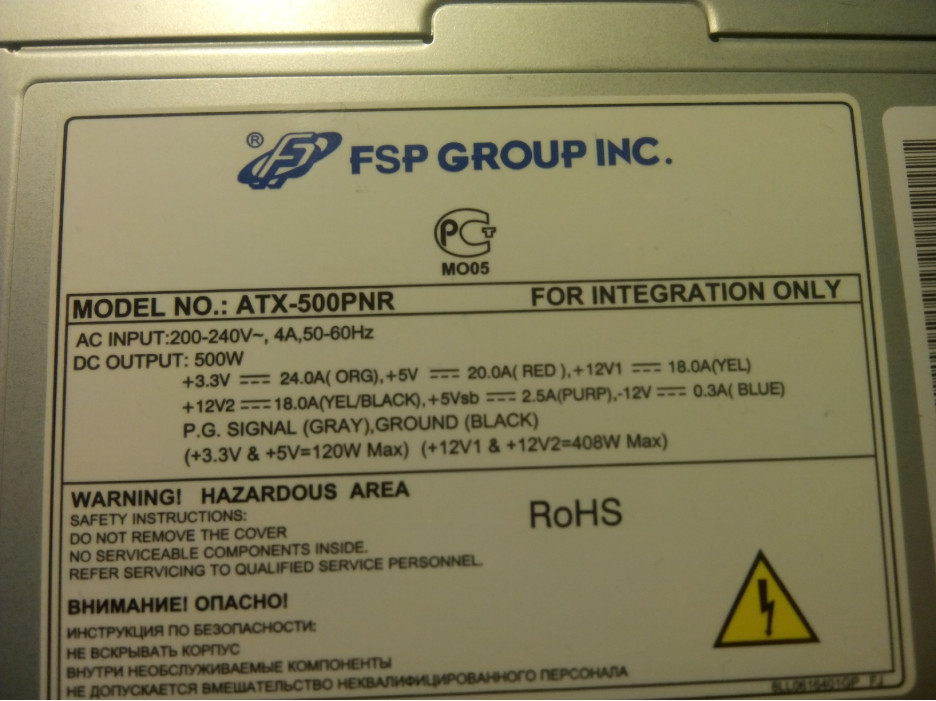 ® FSP GROUP INC.
PCT
MO05
MODEL NO.: ATX-500PNR FOR INTEGRATION ONLY
AC INPUT:200-240V~, 4A,50-60Hz
DC OUTPUT: 500W
+3.3V ⎓ 24.0A( ORG),+5V ⎓ 20.0A( RED ),+12V1 ⎓ 18.0A(YEL)
+12V2 ⎓ 18.0A(YEL/BLACK),+5Vsb ⎓ 2.5A(PURP),-12V ⎓ 0.3A( BLUE)
P.G. SIGNAL (GRAY),GROUND (BLACK)
(+3.3V & +5V=120W Max) (+12V1 & +12V2=408W Max)
WARNING! HAZARDOUS AREA
RoHS
SAFETY INSTRUCTIONS:
DO NOT REMOVE THE COVER
NO SERVICEABLE COMPONENTS INSIDE.
REFER SERVICING TO QUALIFIED SERVICE PERSONNEL.
ВНИМАНИЕ! ОПАСНО!
ИНСТРУКЦИЯ ПО БЕЗОПАСНОСТИ:
НЕ ВСКРЫВАТЬ КОРПУС
ВНУТРИ НЕОБСЛУЖИВАЕМЫЕ КОМПОНЕНТЫ
НЕ ДОПУСКАЕТСЯ ВМЕШАТЕЛЬСТВО НЕКВАЛИФИЦИРОВАННОГО ПЕРСОНАЛА